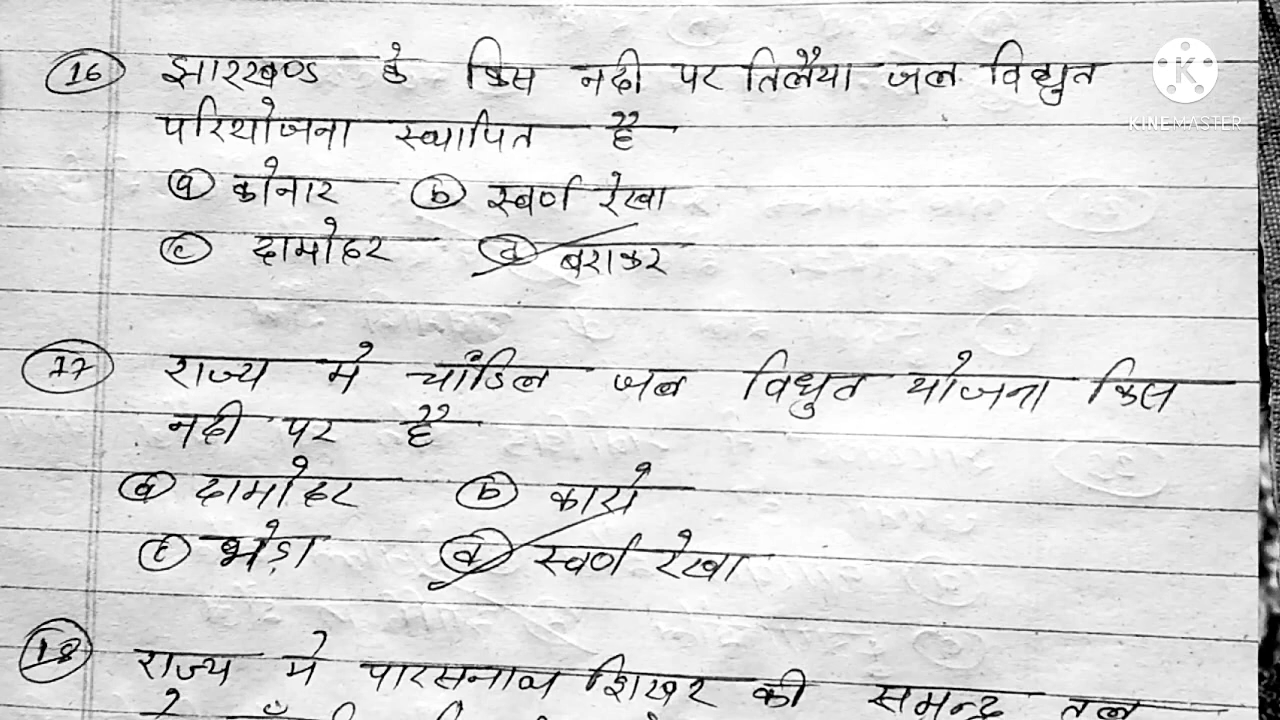 16 झारखण्ड के किस नदी पर तिलैया जल विधुत
परियोजना स्थापित है
a कोनार b स्वर्ण रेखा
c दामोदर d बराकर
17 राज्य मे चांडिल जल विधुत योजना किस
नदी पर है
a दामोदर b कारो
c भेड़ा d स्वर्ण रेखा
18 राज्य मे पारसनाथ शिखर की समन्द्र तल
K
KINEMASTER